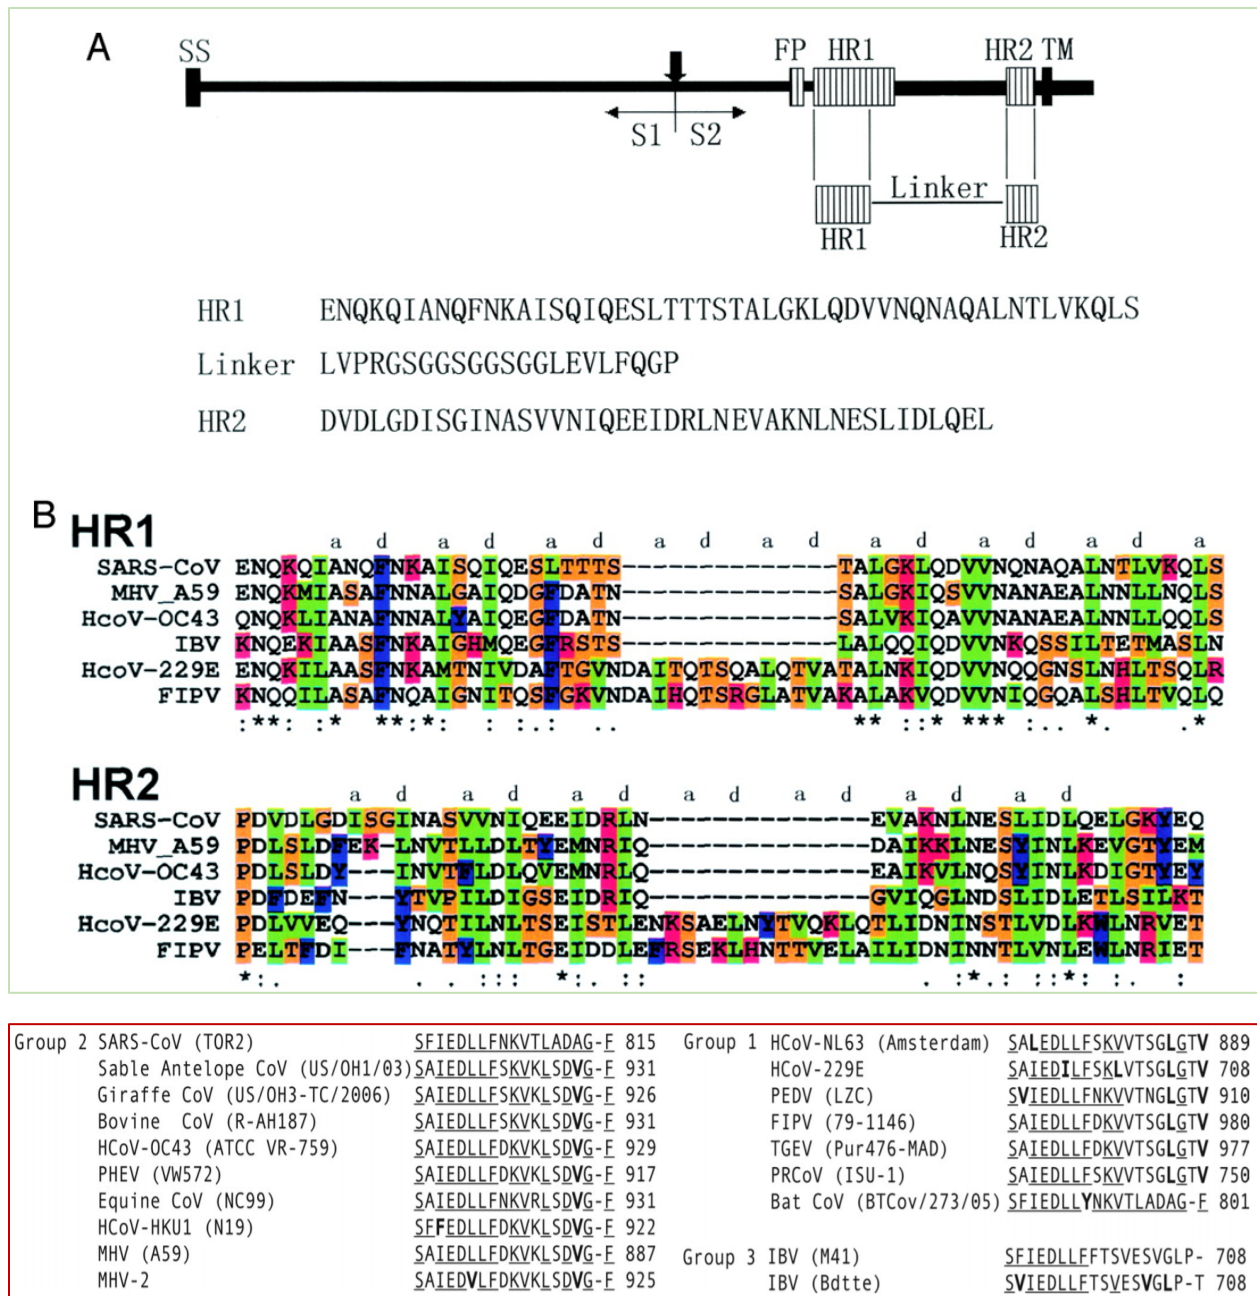 A
SS FP HR1 HR2 TM
S1 S2
Linker
HR1 HR2
HR1 ENQKQIANQFNKAISQIQESLTTTSTALGKLQDVVNQNAQALNTLVKQLS
Linker LVPRGSGGSGGSGGLEVLFQGP
HR2 DVDLGDISGINASVVNIQEEIDRLNEVAKNLNESLIDLQEL
B HR1
a d a d a d a d a d a d a d a
SARS-CoV ENQKQIANQFNKAISQIQESLTTTS--------------TALGKLQDVVNQNAQALNTLVKQLS
MHV_A59 ENQKMIASAFNNALGAIQDGFDATN--------------SALGKIQSVVNANAEALNNLLNQLS
HcoV-OC43 QNQKLIANAFNNALYAIQEGFDATN--------------SALVKIQAVVNANAEALNNLLQQLS
IBV KNQEKIAASFNKAIGHMQEGFRSTS--------------LALQQIQDVVNKQSSILTETMASLN
HcoV-229E ENQKILAASFNKAMTNIVDAFTGVNDAITQTSQALQTVATALNKIQDVVNQQGNSLNHLTSQLR
FIPV KNQQILASAFNQAIGNITQSFGKVNDAIHQTSRGLATVAKALAKVQDVVNIQGQALSHLTVQLQ
:**: :* **:*: : :.: .. ** ::* *** :.. *. .*
HR2
a d a d a d a d a d a d a d
SARS-CoV PDVDLGDISGINASVVNIQEEIDRLN--------------EVAKNLNESLIDLQELGKYEQ
MHV_A59 PDLSLDFEK-LNVTLLDLTYEMNRIQ--------------DAIKKLNESYINLKEVGTYEM
HcoV-OC43 PDLSLDY---INVTFLDLQVEMNRLQ--------------EAIKVLNQSYINLKDIGTYEY
IBV PDFDEFN---YTVPILDIGSEIDRIQ--------------GVIQGLNDSLIDLETLSILKT
HcoV-229E PDLVVEQ---YNQTILNLTSEISTLENKSAELNYTVQKLQTLIDNINSTLVDLKWLNRVET
FIPV PELTFDI---FNATYLNLTGEIDDLEFRSEKLHNTTVELAILIDNINNTLVNLEWLNRIET
*:. . .::: *:. :: . :*.: ::*: : :
Group 2 SARS-CoV (TOR2) SFIEDLLFNKVTLADAG-F 815
Sable Antelope CoV (US/OH1/03) SAIEDLLFSKVKLSDVG-F 931
Giraffe CoV (US/OH3-TC/2006) SAIEDLLFSKVKLSDVG-F 926
Bovine CoV (R-AH187) SAIEDLLFSKVKLSDVG-F 931
HCoV-OC43 (ATCC VR-759) SAIEDLLFSKVKLSDVG-F 929
PHEV (VW572) SAIEDLLFDKVKLSDVG-F 917
Equine CoV (NC99) SAIEDLLFNKVRLSDVG-F 931
HCoV-HKU1 (N19) SFFEDLLFDKVKLSDVG-F 922
MHV (A59) SAIEDLLFDKVKLSDVG-F 887
MHV-2 SAIEDVLFDKVKLSDVG-F 925
Group 1 HCoV-NL63 (Amsterdam) SALEDLLFSKVVTSGLGTV 889
HCoV-229E SAIEDILFSKLVTSGLGTV 708
PEDV (LZC) SVIEDLLFNKVVTNGLGTV 910
FIPV (79-1146) SAIEDLLFDKVVTSGLGTV 980
TGEV (Pur476-MAD) SAIEDLLFDKVVTSGLGTV 977
PRCoV (ISU-1) SAIEDLLFSKVVTSGLGTV 750
Bat CoV (BTCov/273/05) SFIEDLLYNKVTLADAG-F 801
Group 3 IBV (M41) SFIEDLLFFTSVESVGLP- 708
IBV (Bdtte) SVIEDLLFTSVESVGLP-T 708